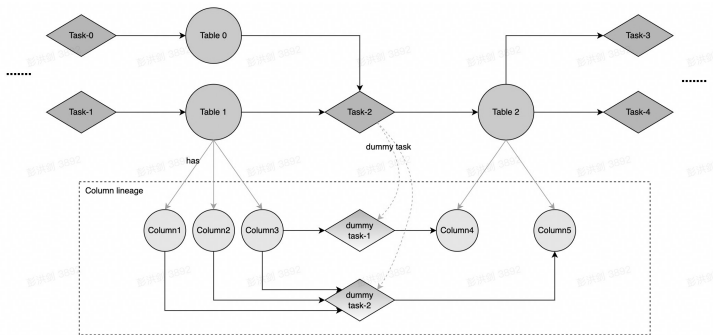 Task-0
Table 0
Task-3
Task-1
Table 1
Task-2
Table 2
Task-4
dummy task
has
Column lineage
Column1
Column2
Column3
dummy
task-1
Column4
Column5
dummy
task-2